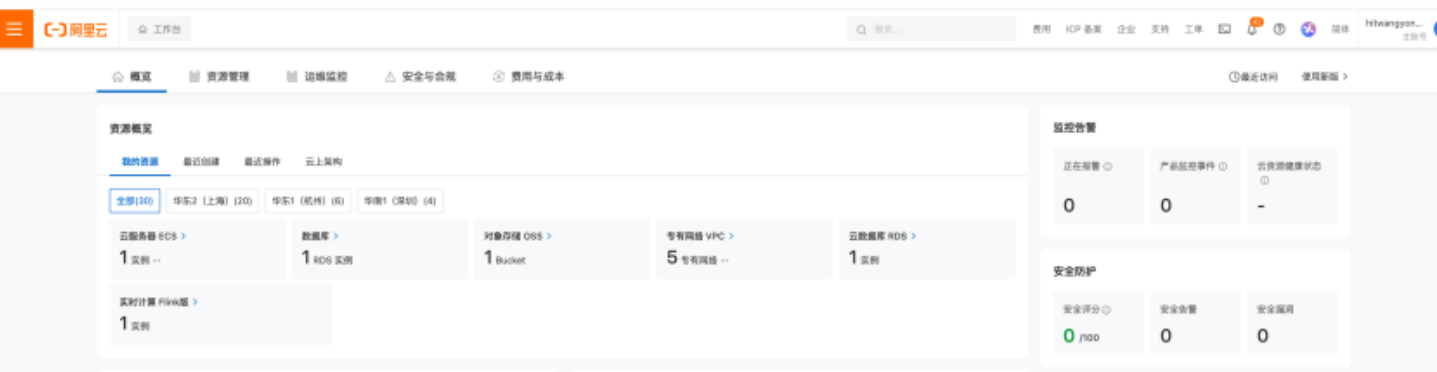 阿里云 工作台 搜索... 费用 ICP 备案 企业 支持 工单 简体 hitwangyon...
主账号
概览 资源管理 运维监控 安全与合规 费用与成本 最近访问 使用新版 >
资源概览
我的资源 最近创建 最近操作 云上架构
全部(30) 华东2（上海）(20) 华东1（杭州）(6) 华南1（深圳）(4)
云服务器 ECS > 数据库 > 对象存储 OSS > 专有网络 VPC > 云数据库 RDS >
1 实例 -- 1 RDS 实例 1 Bucket 5 专有网络 -- 1 实例
实时计算 Flink版 >
1 实例
监控告警
正在报警 产品监控事件 云资源健康状态
0 0 -
安全防护
安全评分 安全告警 安全漏洞
0 /100 0 0